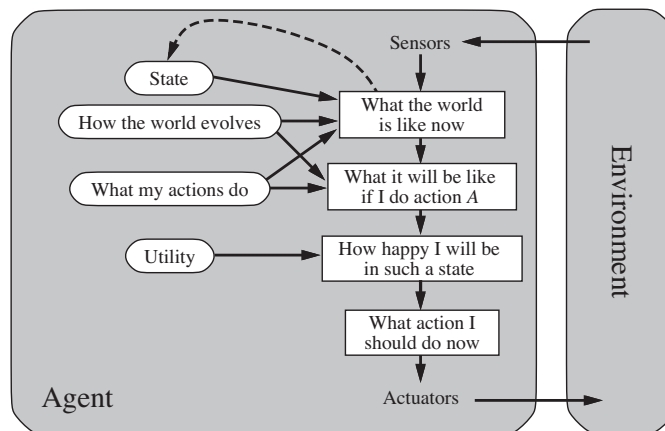 Sensors
State
What the world
is like now
How the world evolves
What it will be like
if I do action A
What my actions do
How happy I will be
in such a state
Utility
What action I
should do now
Agent
Actuators
Environment